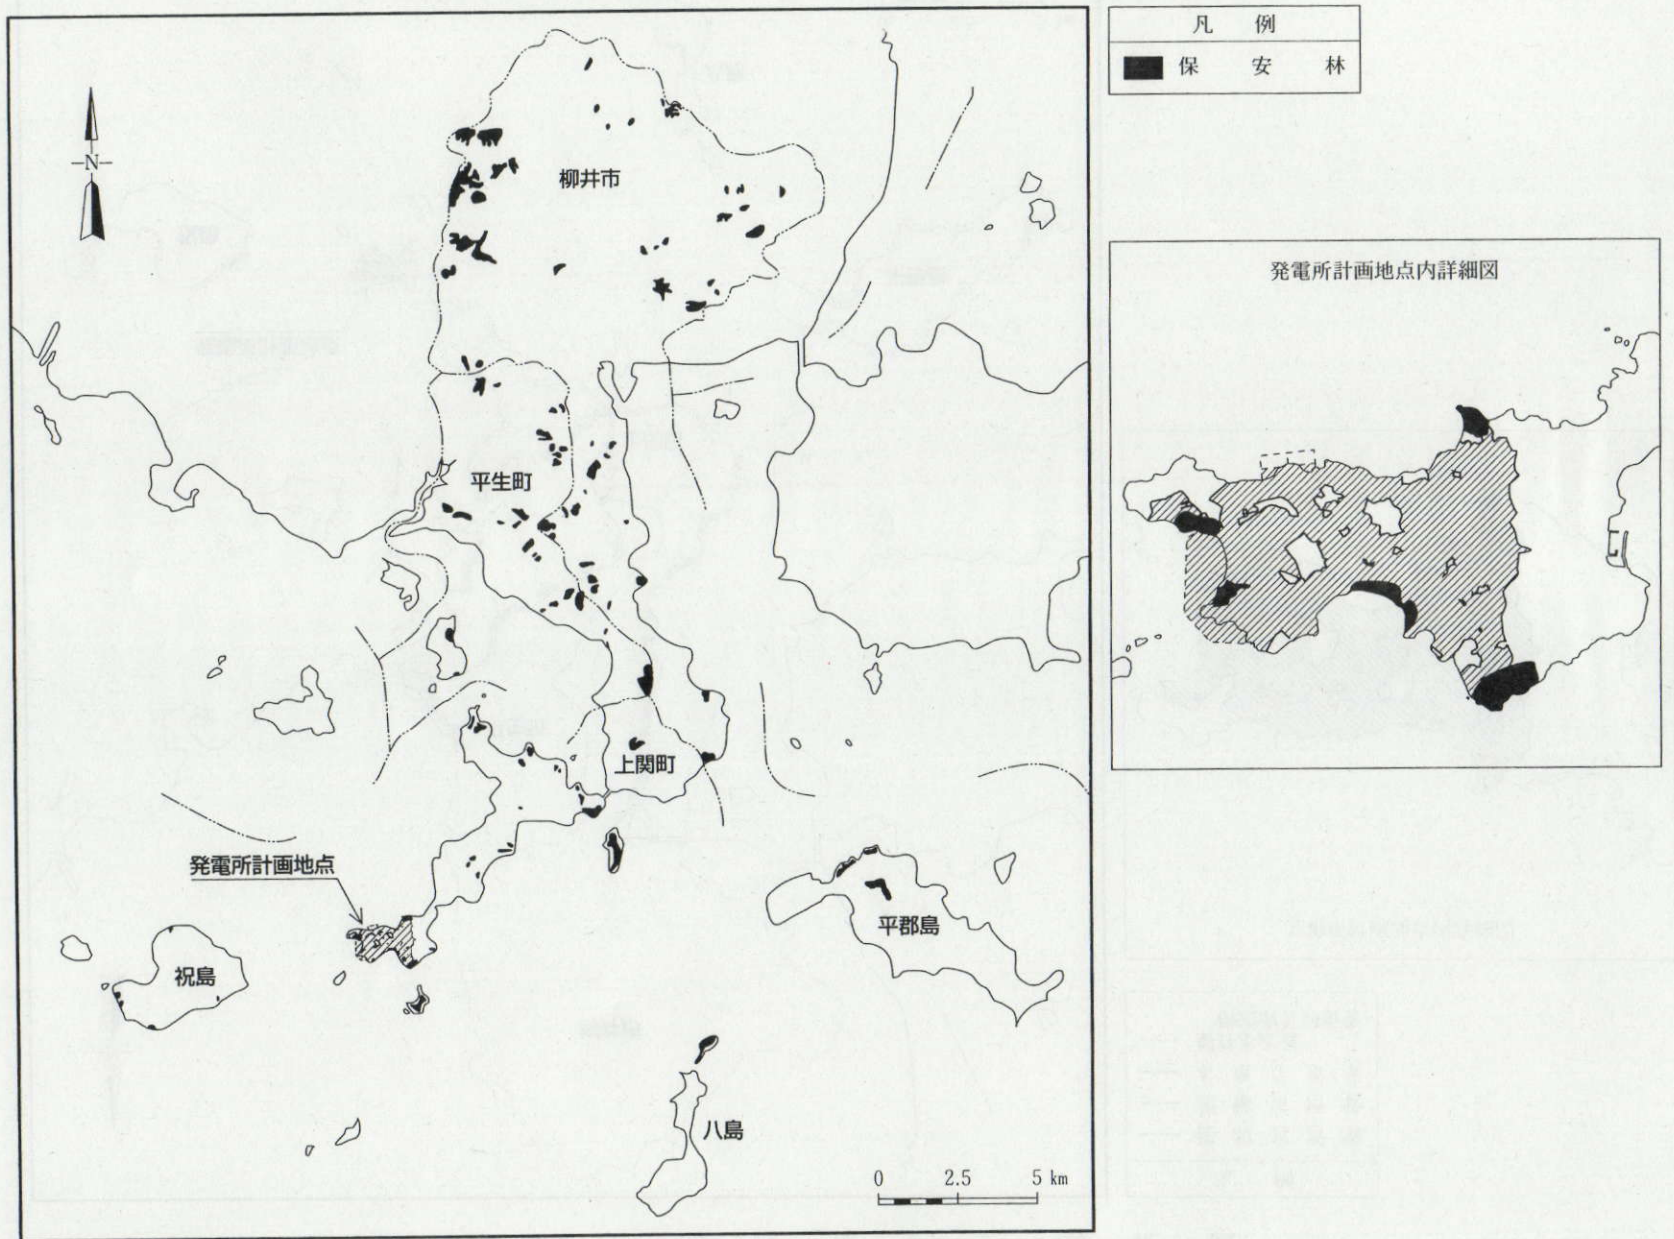 凡 例
保 安 林
N
柳井市
平生町
上関町
発電所計画地点
祝島
平郡島
八島
0 2.5 5 km
発電所計画地点内詳細図